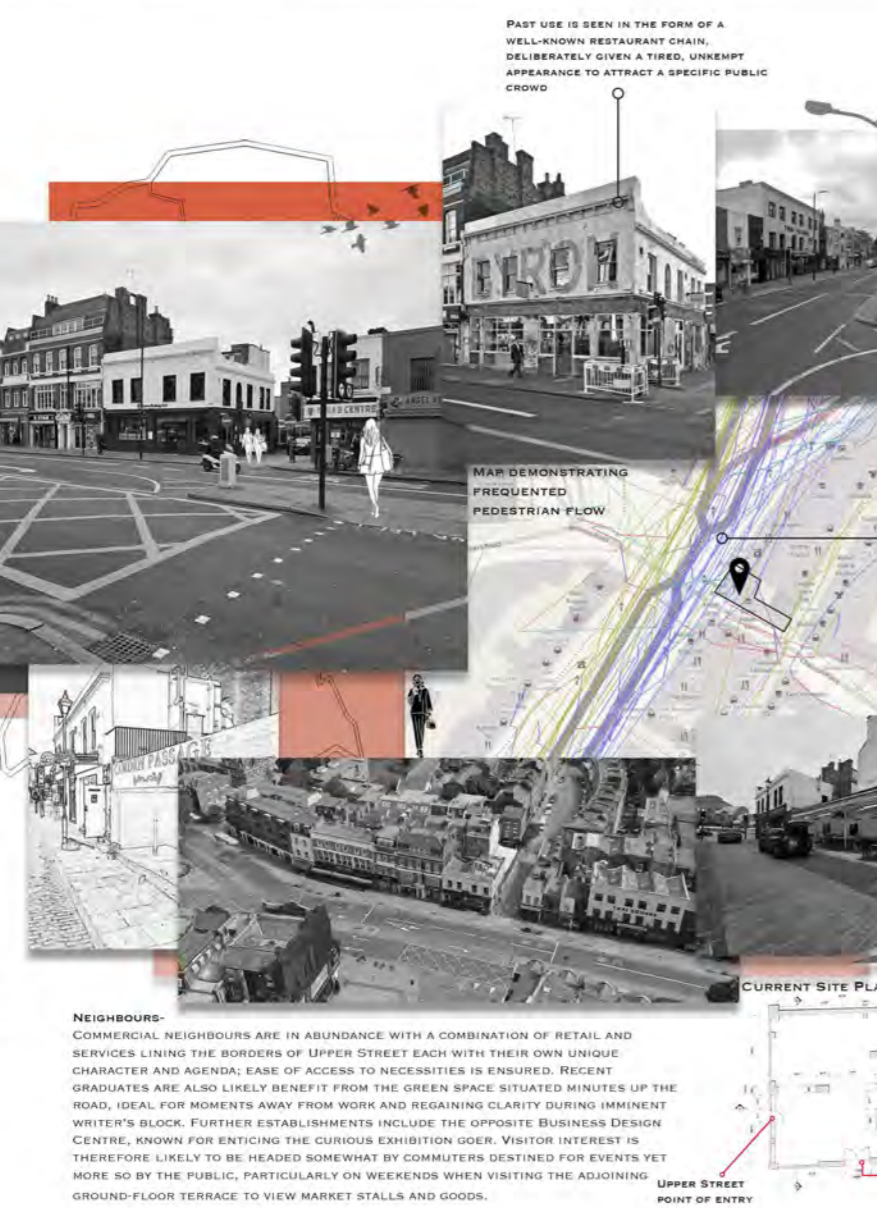 PAST USE IS SEEN IN THE FORM OF A
WELL-KNOWN RESTAURANT CHAIN,
DELIBERATELY GIVEN A TIRED, UNKEMPT
APPEARANCE TO ATTRACT A SPECIFIC PUBLIC
CROWD
MAP DEMONSTRATING
FREQUENTED
PEDESTRIAN FLOW
CAMDEN PASSAGE
CURRENT SITE PLA
NEIGHBOURS-
COMMERCIAL NEIGHBOURS ARE IN ABUNDANCE WITH A COMBINATION OF RETAIL AND
SERVICES LINING THE BORDERS OF UPPER STREET EACH WITH THEIR OWN UNIQUE
CHARACTER AND AGENDA; EASE OF ACCESS TO NECESSITIES IS ENSURED. RECENT
GRADUATES ARE ALSO LIKELY BENEFIT FROM THE GREEN SPACE SITUATED MINUTES UP THE
ROAD, IDEAL FOR MOMENTS AWAY FROM WORK AND REGAINING CLARITY DURING IMMINENT
WRITER'S BLOCK. FURTHER ESTABLISHMENTS INCLUDE THE OPPOSITE BUSINESS DESIGN
CENTRE, KNOWN FOR ENTICING THE CURIOUS EXHIBITION GOER. VISITOR INTEREST IS
THEREFORE LIKELY TO BE HEADED SOMEWHAT BY COMMUTERS DESTINED FOR EVENTS YET
MORE SO BY THE PUBLIC, PARTICULARLY ON WEEKENDS WHEN VISITING THE ADJOINING
GROUND-FLOOR TERRACE TO VIEW MARKET STALLS AND GOODS.
UPPER STREET
POINT OF ENTRY